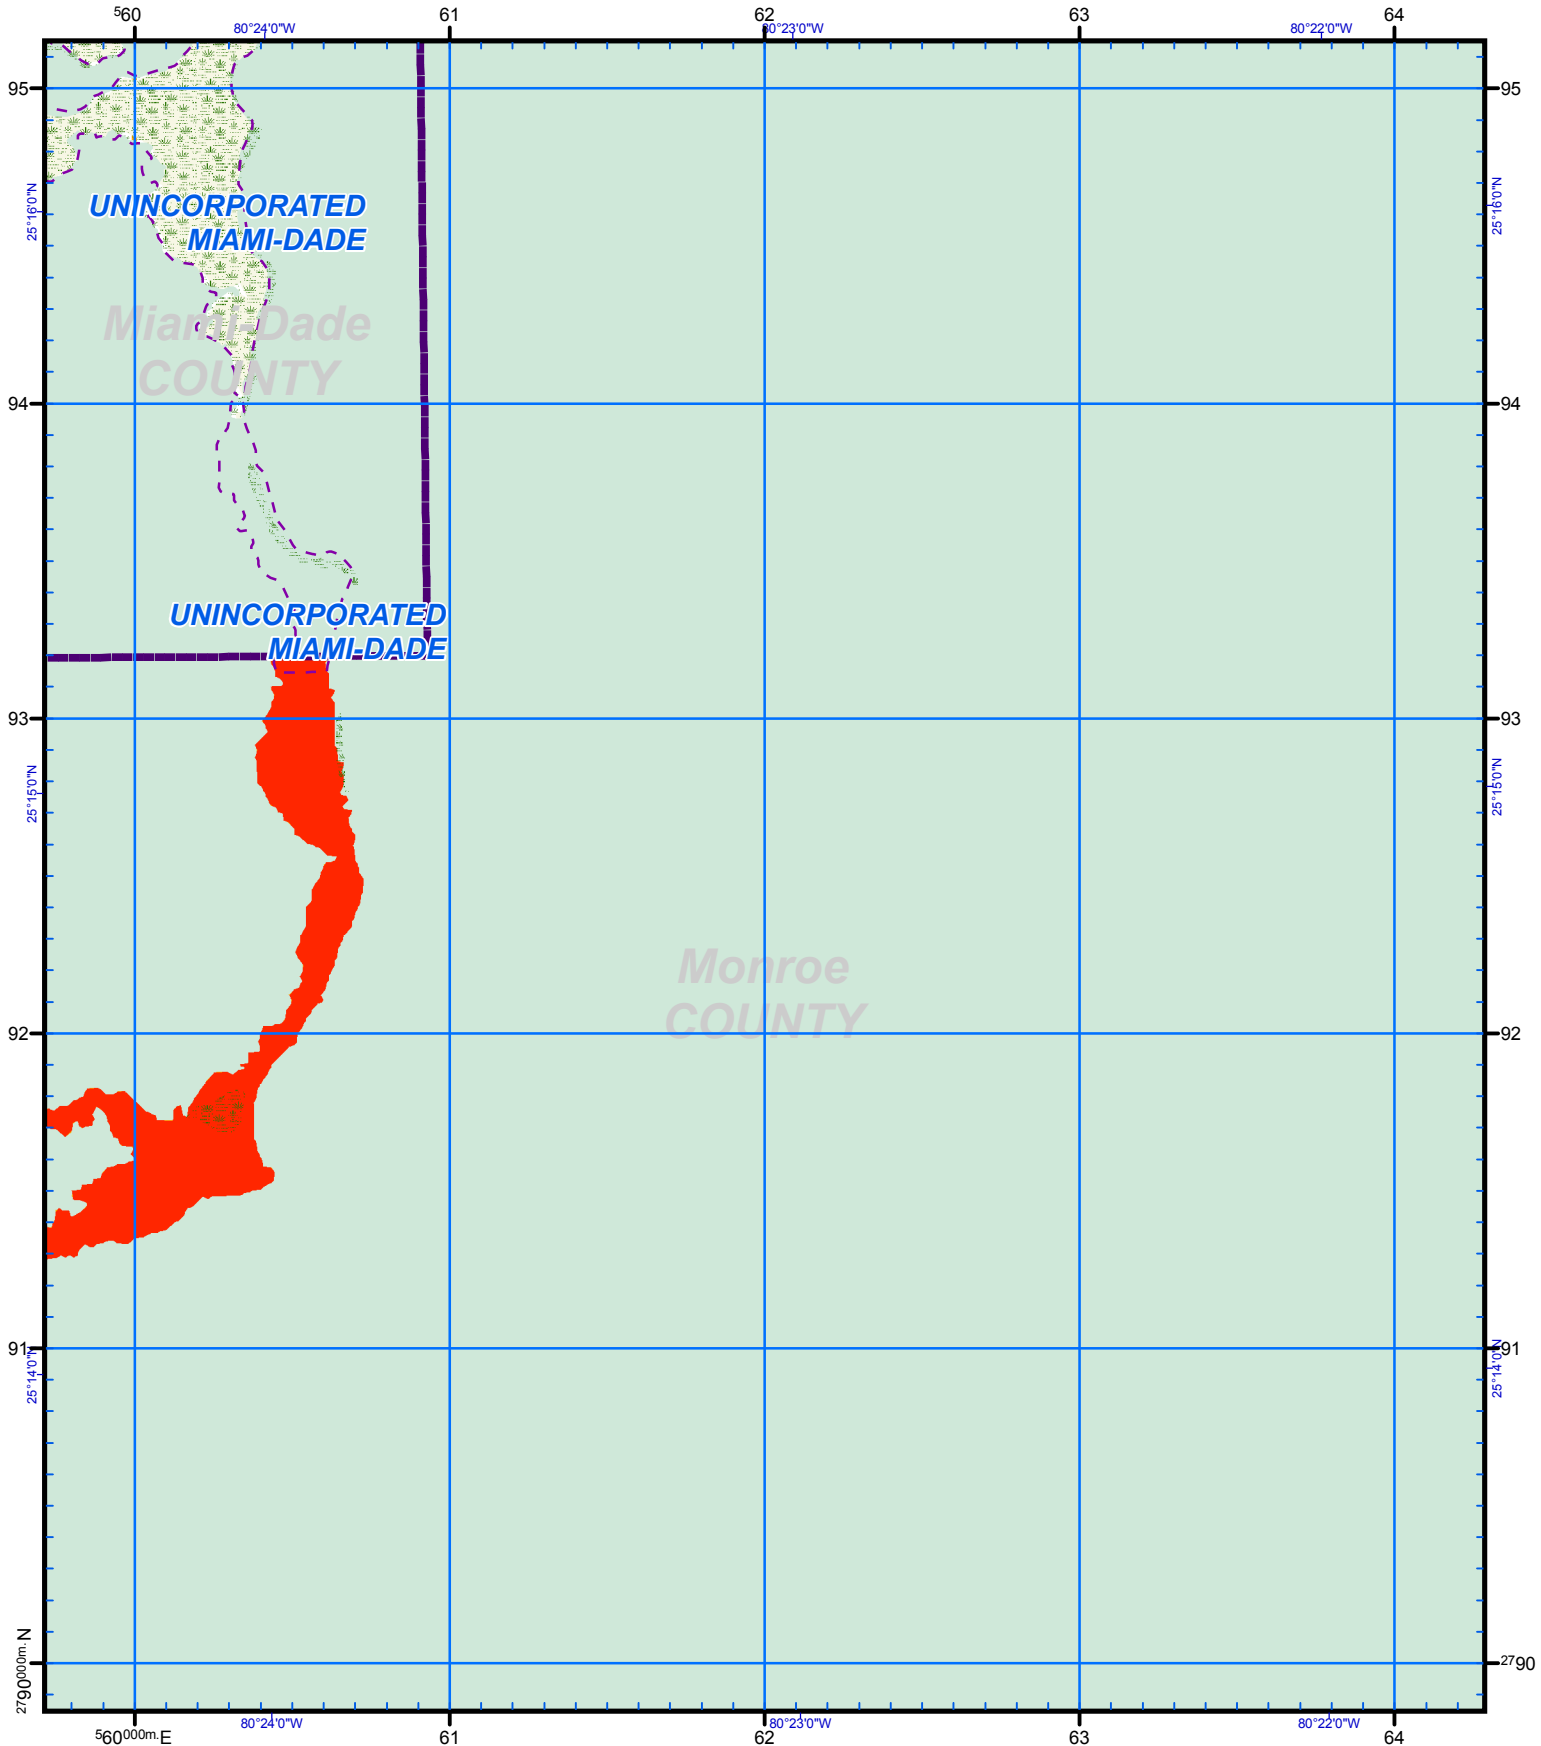 ⁵60 61 62 63 64
80°24'0"W 80°23'0"W 80°22'0"W
95 95
25°16'0"N 25°16'0"N
UNINCORPORATED
MIAMI-DADE
Miami-Dade
COUNTY
94 94
UNINCORPORATED
MIAMI-DADE
93 93
25°15'0"N 25°15'0"N
Monroe
COUNTY
92 92
91 91
25°14'0"N 25°14'0"N
²⁷90⁰⁰⁰ᵐ·N ²⁷90
80°24'0"W 80°23'0"W 80°22'0"W
⁵60⁰⁰⁰ᵐ·E 61 62 63 64